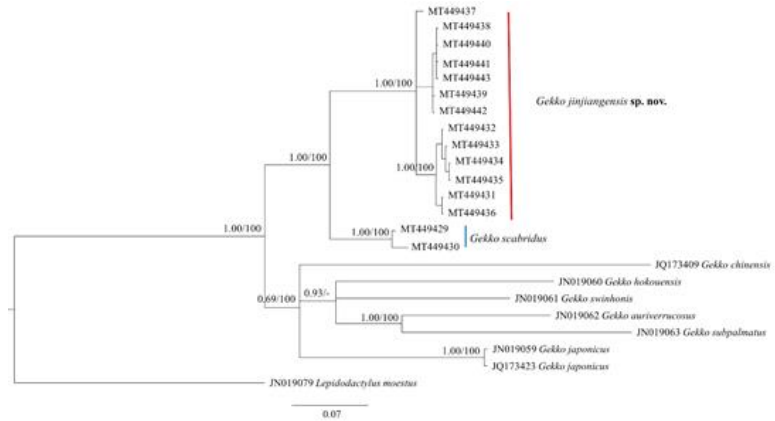 MT449437
MT449438
MT449440
MT449441
1.00/100
MT449443
MT449439
Gekko jinjiangensis sp. nov.
MT449442
MT449432
MT449433
1.00/100
MT449434
1.00/100
MT449435
MT449431
MT449436
1.00/100
1.00/100
MT449429
Gekko scabridus
MT449430
JQ173409 Gekko chinensis
JN019060 Gekko hokouensis
0.93/-
0.69/100
JN019061 Gekko swinhonis
1.00/100
JN019062 Gekko auriverrucosus
JN019063 Gekko subpalmatus
1.00/100
JN019059 Gekko japonicus
JQ173423 Gekko japonicus
JN019079 Lepidodactylus moestus
0.07